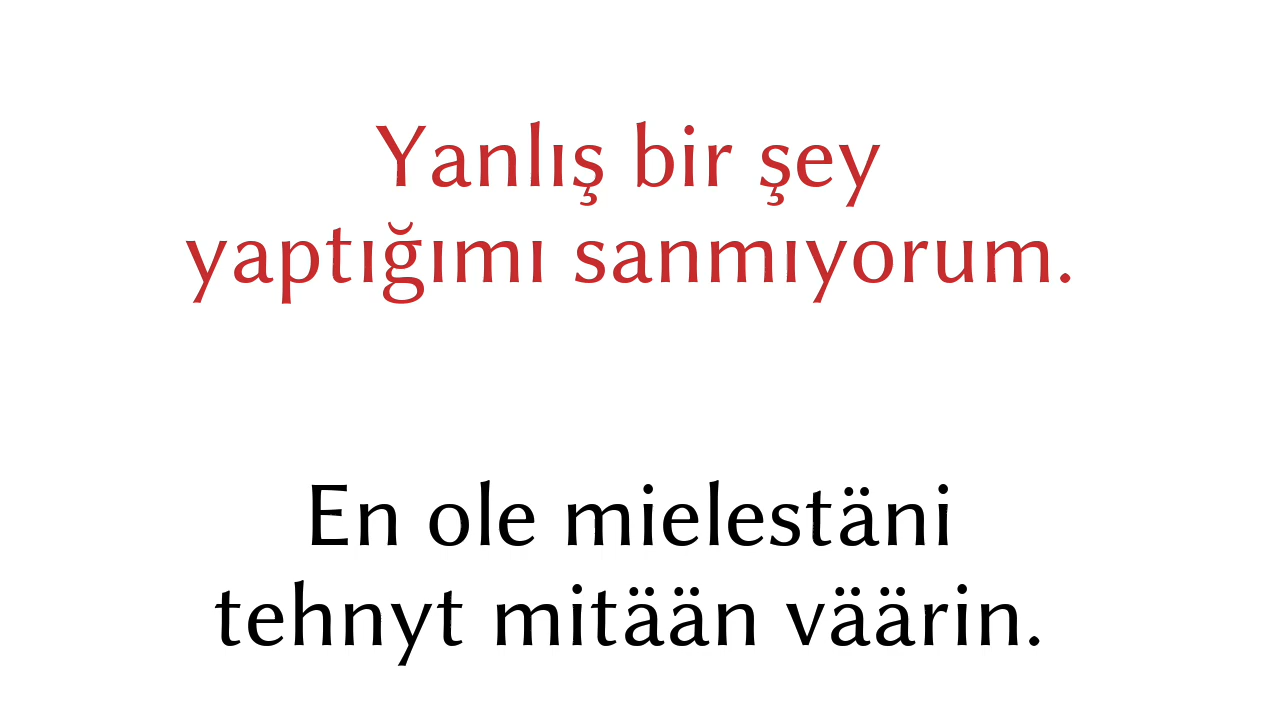 Yanlış bir şey
yaptığımı sanmıyorum.
En ole mielestäni
tehnyt mitään väärin.